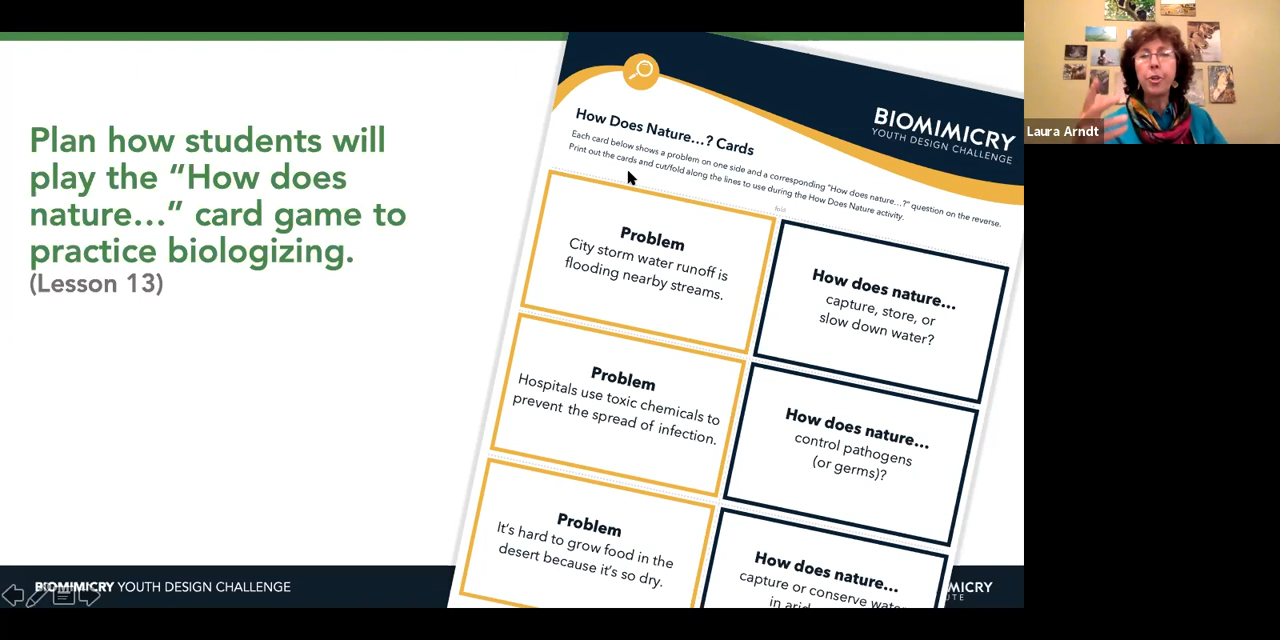 Plan how students will
play the “How does
nature...” card game to
practice biologizing.
(Lesson 13)
BIOMIMICRY
YOUTH DESIGN CHALLENGE
How Does Nature...? Cards
Each card below shows a problem on one side and a corresponding "How does nature...?" question on the reverse.
Print out the cards and cut/fold along the lines to use during the How Does Nature activity.
fold
Problem
City storm water runoff is
flooding nearby streams.
How does nature...
capture, store, or
slow down water?
Problem
Hospitals use toxic chemicals to
prevent the spread of infection.
How does nature...
control pathogens
(or germs)?
Problem
It's hard to grow food in the
desert because it's so dry.
How does nature...
capture or conserve
in
BIOMIMICRY YOUTH DESIGN CHALLENGE
Laura Arndt